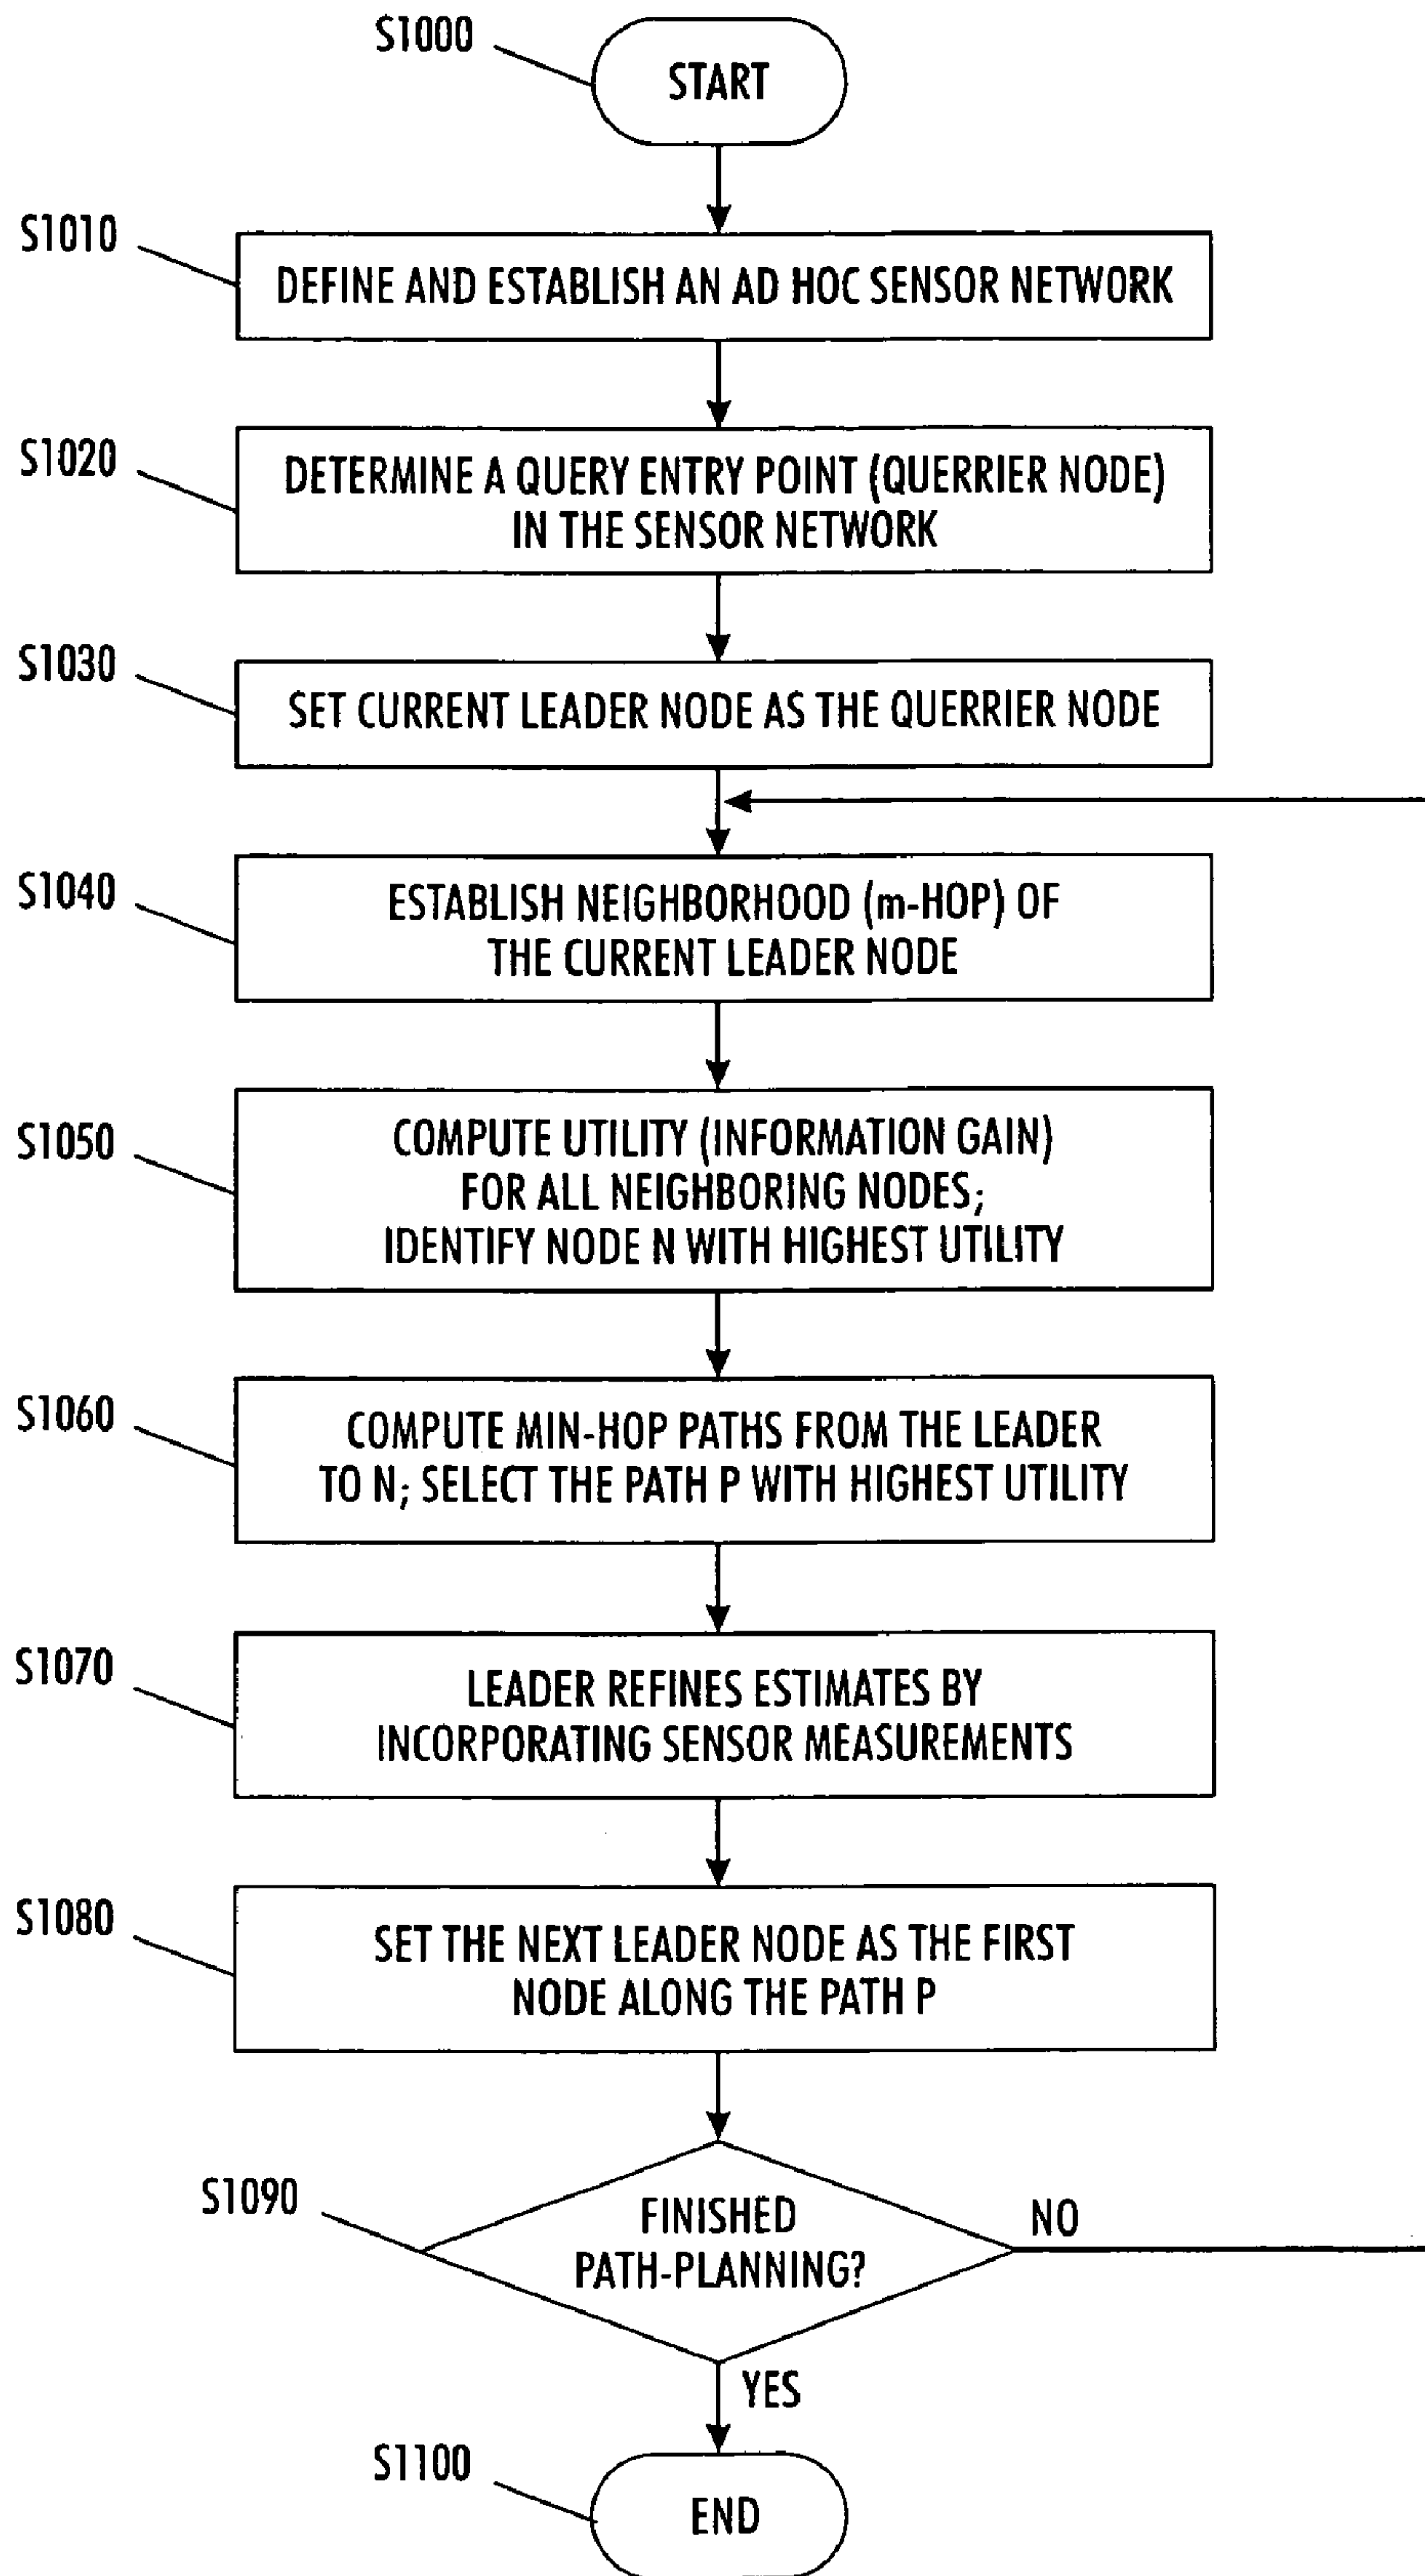 S1000
START
S1010
DEFINE AND ESTABLISH AN AD HOC SENSOR NETWORK
S1020
DETERMINE A QUERY ENTRY POINT (QUERRIER NODE)
IN THE SENSOR NETWORK
S1030
SET CURRENT LEADER NODE AS THE QUERRIER NODE
S1040
ESTABLISH NEIGHBORHOOD (m-HOP) OF
THE CURRENT LEADER NODE
S1050
COMPUTE UTILITY (INFORMATION GAIN)
FOR ALL NEIGHBORING NODES;
IDENTIFY NODE N WITH HIGHEST UTILITY
S1060
COMPUTE MIN-HOP PATHS FROM THE LEADER
TO N; SELECT THE PATH P WITH HIGHEST UTILITY
S1070
LEADER REFINES ESTIMATES BY
INCORPORATING SENSOR MEASUREMENTS
S1080
SET THE NEXT LEADER NODE AS THE FIRST
NODE ALONG THE PATH P
S1090
FINISHED
PATH-PLANNING?
NO
YES
S1100
END